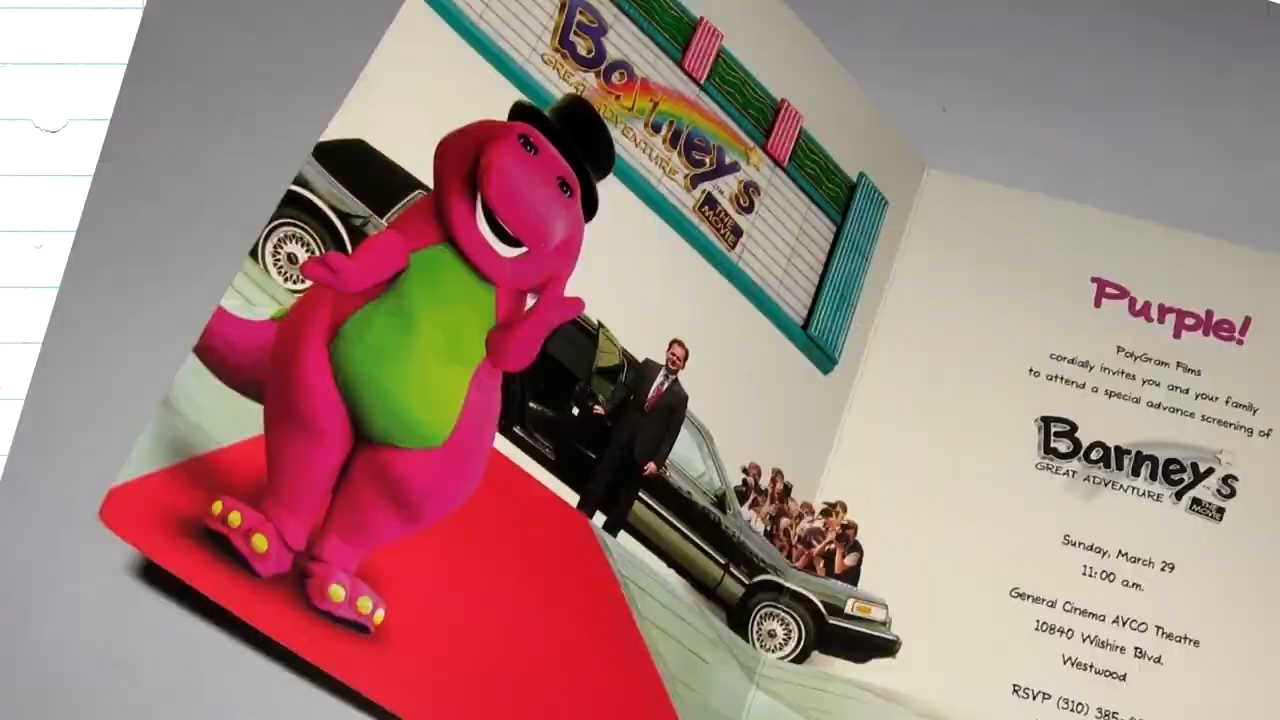 Barney's
GREAT ADVENTURE
THE
MOVIE
Purple!
PolyGram Films
cordially invites you and your family
to attend a special advance screening of
Barney's
GREAT ADVENTURE
THE
MOVIE
Sunday, March 29
11:00 a.m.
General Cinema AVCO Theatre
10840 Wilshire Blvd.
Westwood
RSVP (310) 385-